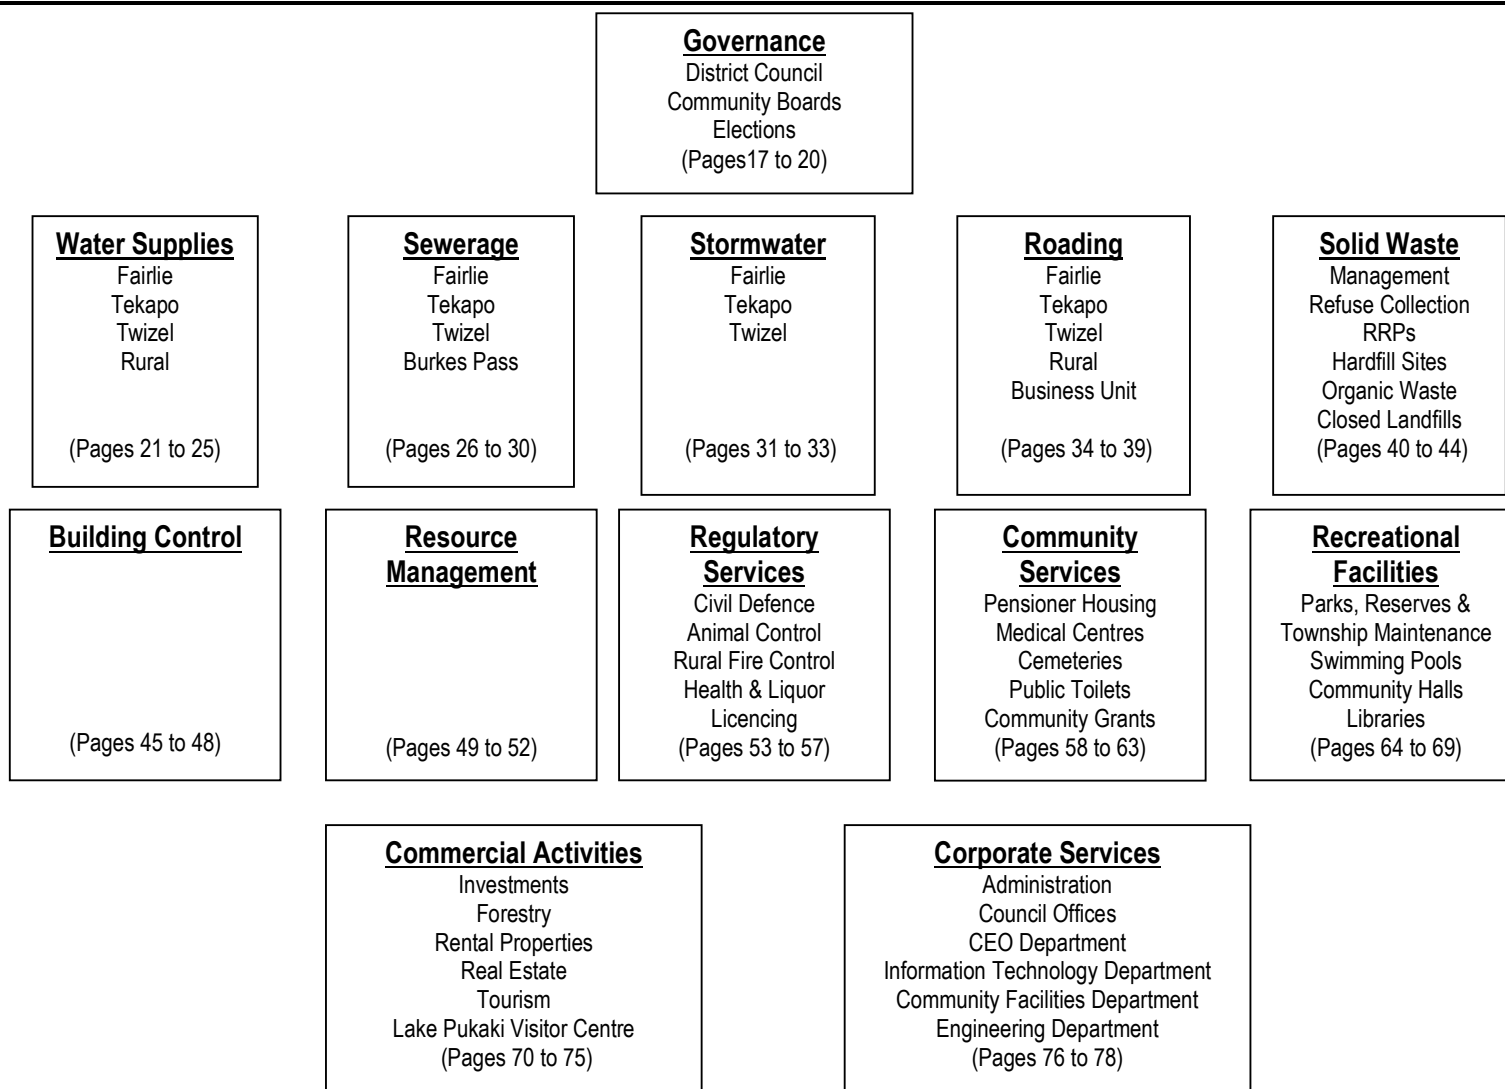 Governance
District Council
Community Boards
Elections
(Pages17 to 20)
Water Supplies
Fairlie
Tekapo
Twizel
Rural
(Pages 21 to 25)
Sewerage
Fairlie
Tekapo
Twizel
Burkes Pass
(Pages 26 to 30)
Stormwater
Fairlie
Tekapo
Twizel
(Pages 31 to 33)
Roading
Fairlie
Tekapo
Twizel
Rural
Business Unit
(Pages 34 to 39)
Solid Waste
Management
Refuse Collection
RRPs
Hardfill Sites
Organic Waste
Closed Landfills
(Pages 40 to 44)
Building Control
(Pages 45 to 48)
Resource
Management
(Pages 49 to 52)
Regulatory
Services
Civil Defence
Animal Control
Rural Fire Control
Health & Liquor
Licencing
(Pages 53 to 57)
Community
Services
Pensioner Housing
Medical Centres
Cemeteries
Public Toilets
Community Grants
(Pages 58 to 63)
Recreational
Facilities
Parks, Reserves &
Township Maintenance
Swimming Pools
Community Halls
Libraries
(Pages 64 to 69)
Commercial Activities
Investments
Forestry
Rental Properties
Real Estate
Tourism
Lake Pukaki Visitor Centre
(Pages 70 to 75)
Corporate Services
Administration
Council Offices
CEO Department
Information Technology Department
Community Facilities Department
Engineering Department
(Pages 76 to 78)